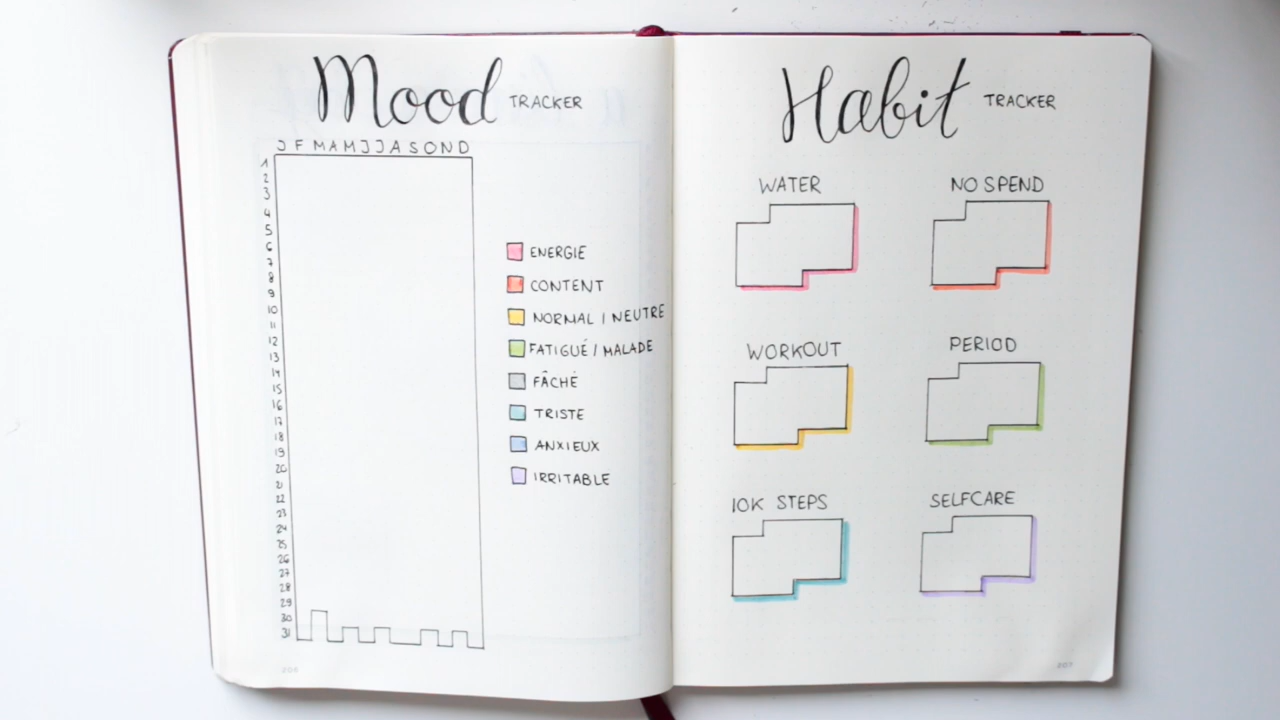 Mood TRACKER
J F M A M J J A S O N D
1
2
3
4
5
6
7
8
9
10
11
12
13
14
15
16
17
18
19
20
21
22
23
24
25
26
27
28
29
30
31
ENERGIE
CONTENT
NORMAL / NEUTRE
FATIGUÉ / MALADE
FÂCHÉ
TRISTE
ANXIEUX
IRRITABLE
206
Habit TRACKER
WATER
NO SPEND
WORKOUT
PERIOD
10K STEPS
SELFCARE
207